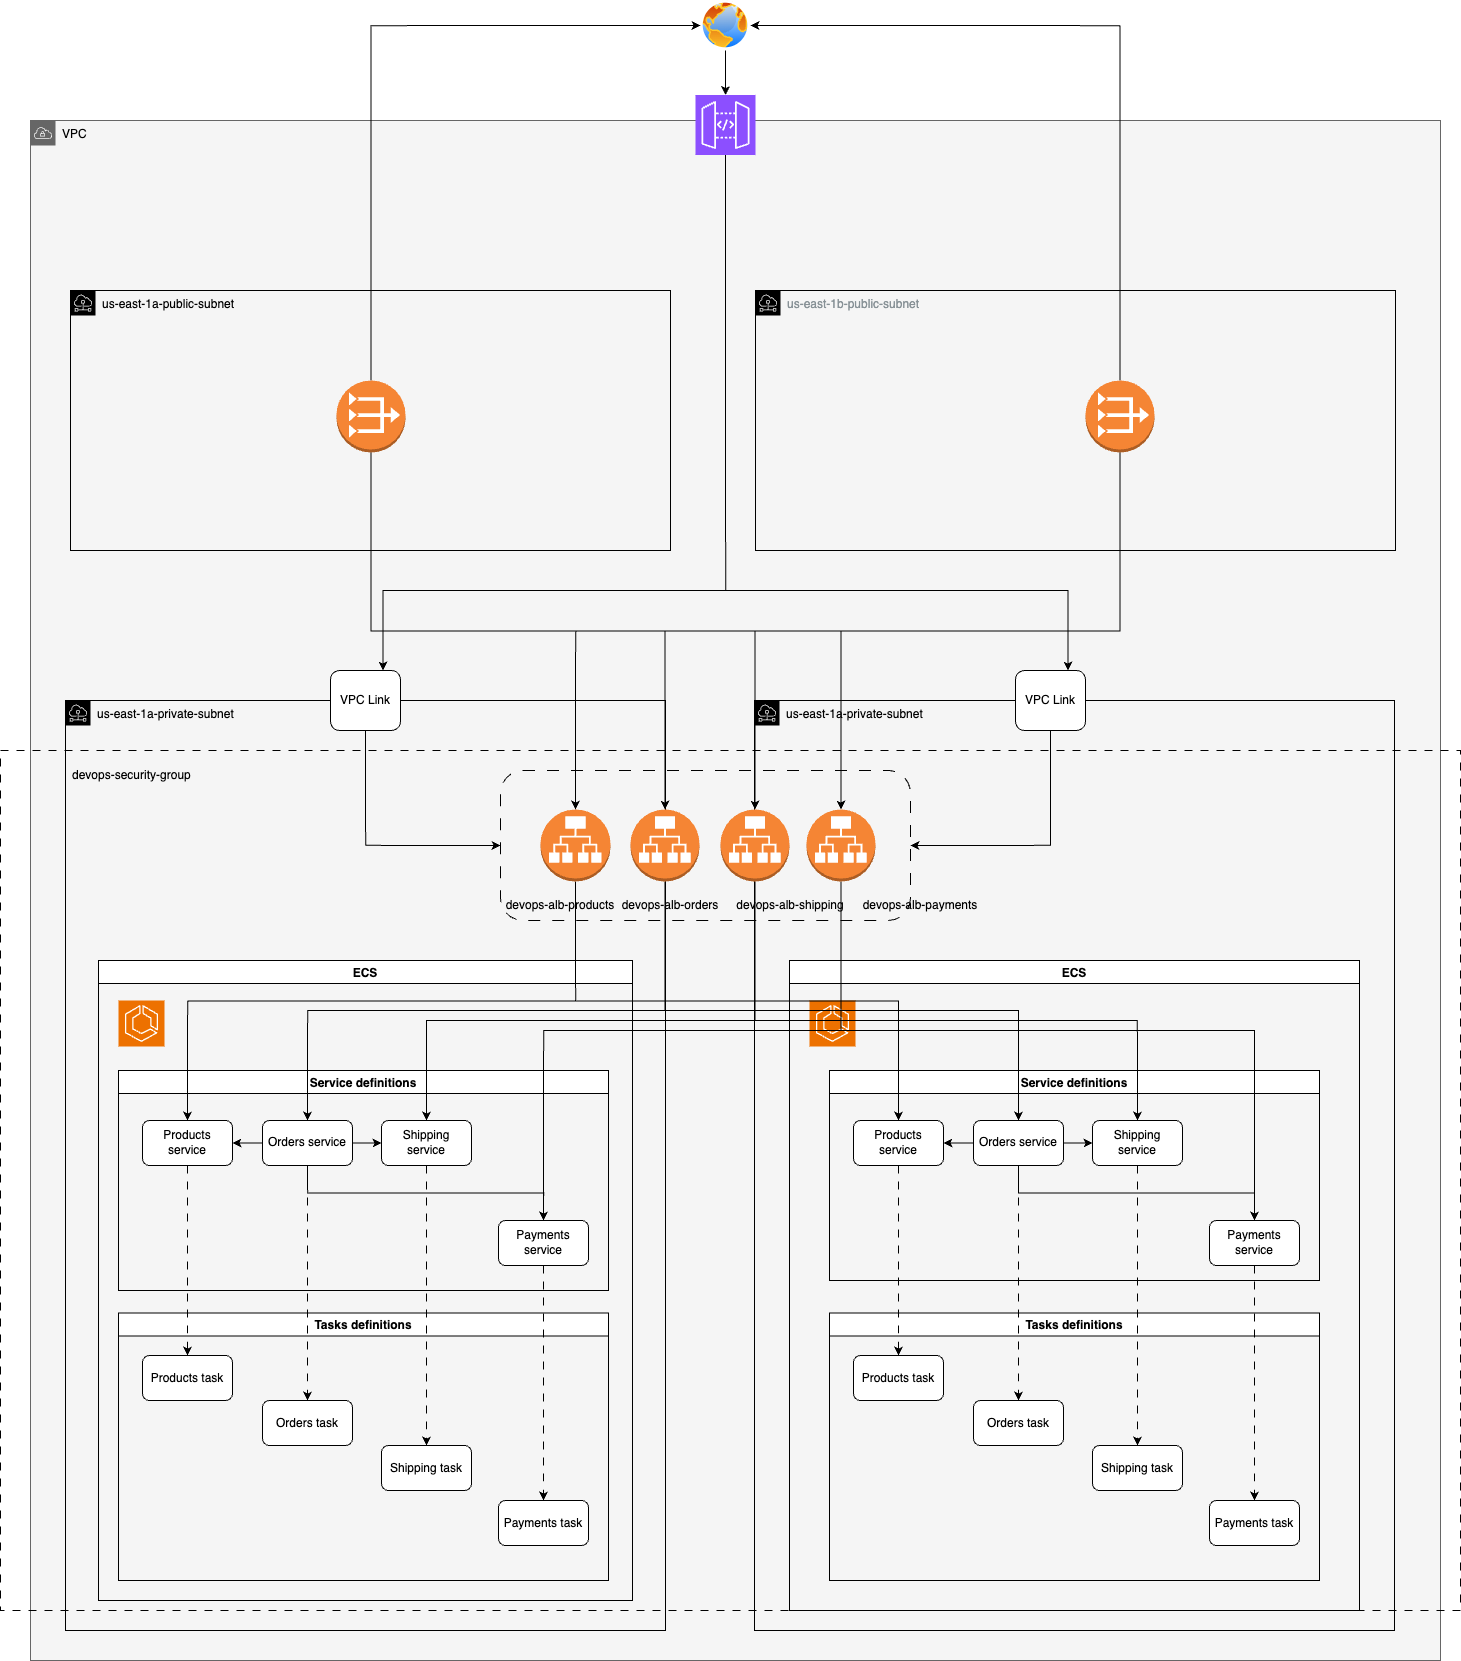 VPC
us-east-1a-public-subnet
us-east-1b-public-subnet
VPC Link
VPC Link
us-east-1a-private-subnet
us-east-1a-private-subnet
devops-security-group
devops-alb-products
devops-alb-orders
devops-alb-shipping
devops-alb-payments
ECS
Service definitions
Products
service
Orders service
Shipping
service
Payments
service
Tasks definitions
Products task
Orders task
Shipping task
Payments task
ECS
Service definitions
Products
service
Orders service
Shipping
service
Payments
service
Tasks definitions
Products task
Orders task
Shipping task
Payments task